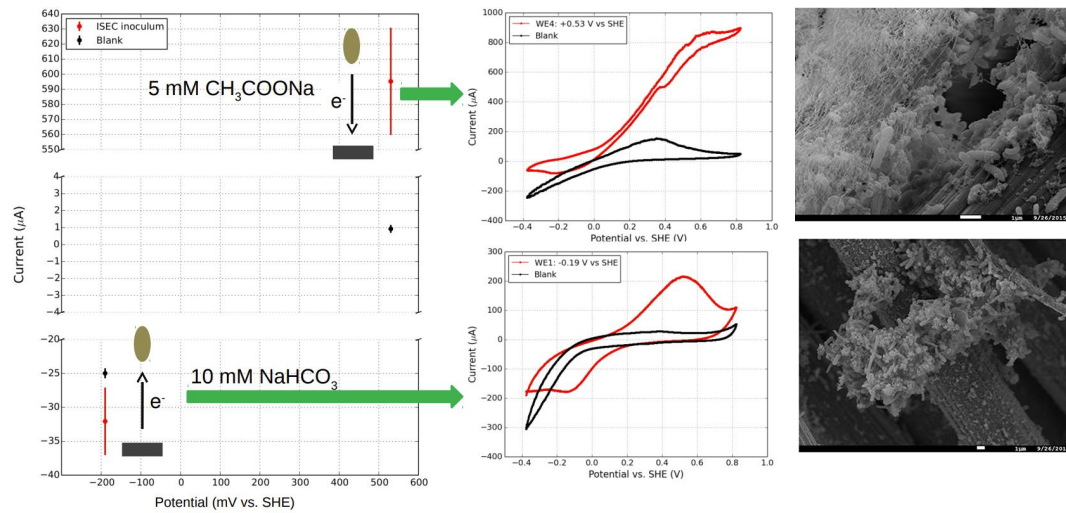 ISEC inoculum
Blank
640
630
620
610
600
590
580
570
560
550
4
3
2
1
0
−1
−2
−3
−4
−20
−25
−30
−35
−40
−200 −100 0 100 200 300 400 500 600
Current (μA)
Potential (mV vs. SHE)
5 mM CH₃COONa
e⁻
10 mM NaHCO₃
e⁻
WE4: +0.53 V vs SHE
Blank
1000
800
600
400
200
0
−200
−400
−0.4 −0.2 0.0 0.2 0.4 0.6 0.8 1.0
Current (μA)
Potential vs. SHE (V)
WE1: -0.19 V vs SHE
Blank
300
200
100
0
−100
−200
−300
−400
−0.4 −0.2 0.0 0.2 0.4 0.6 0.8 1.0
Current (μA)
Potential vs. SHE (V)
1μm 9/26/2015
1μm 9/26/201